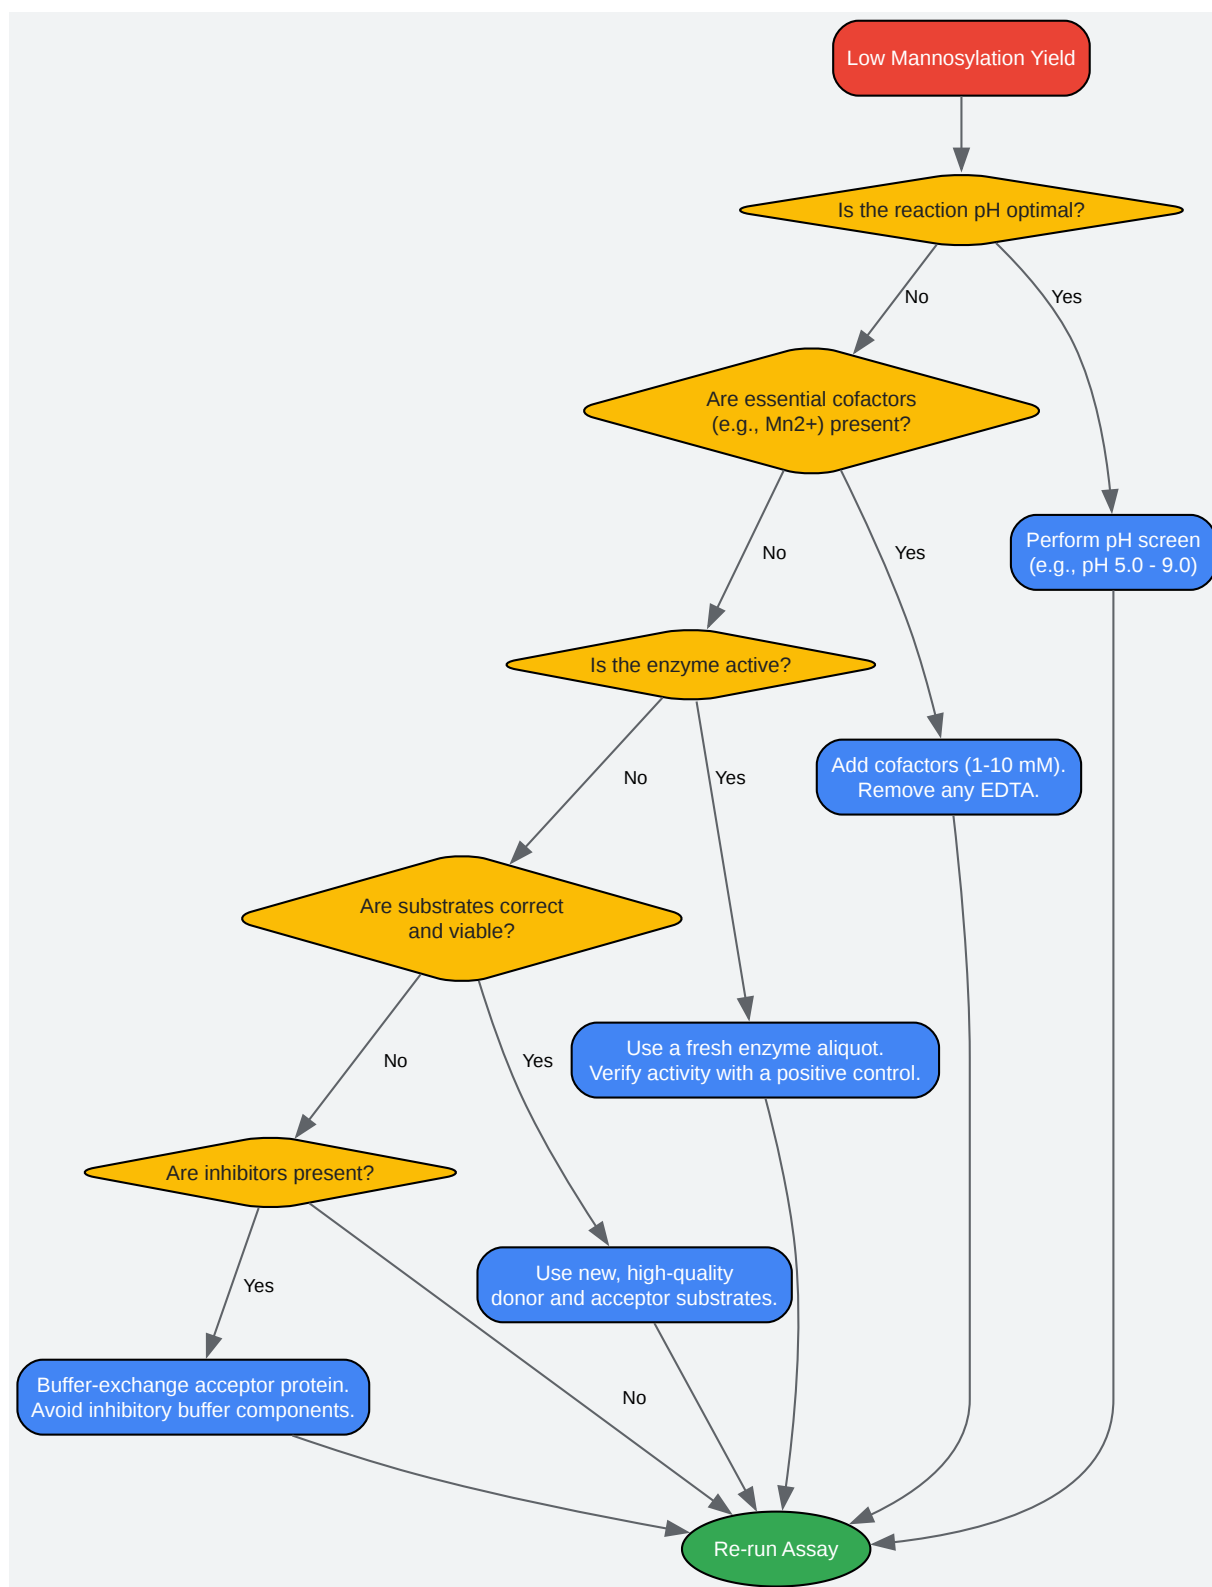 Low Mannosylation Yield
Is the reaction pH optimal?
No
Yes
Are essential cofactors
(e.g., Mn2+) present?
No
Yes
Perform pH screen
(e.g., pH 5.0 - 9.0)
Is the enzyme active?
No
Yes
Add cofactors (1-10 mM).
Remove any EDTA.
Are substrates correct
and viable?
No
Yes
Use a fresh enzyme aliquot.
Verify activity with a positive control.
Are inhibitors present?
Yes
No
Use new, high-quality
donor and acceptor substrates.
Buffer-exchange acceptor protein.
Avoid inhibitory buffer components.
Re-run Assay